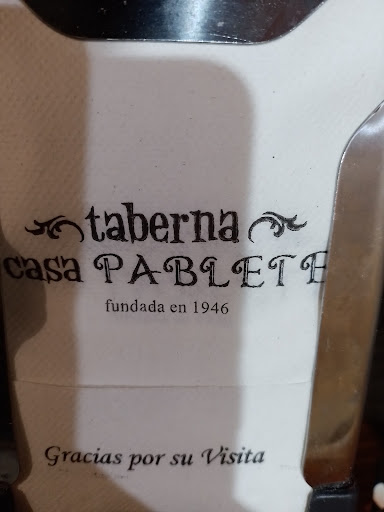 taberna
casa PABLETE
fundada en 1946
Gracias por su Visita